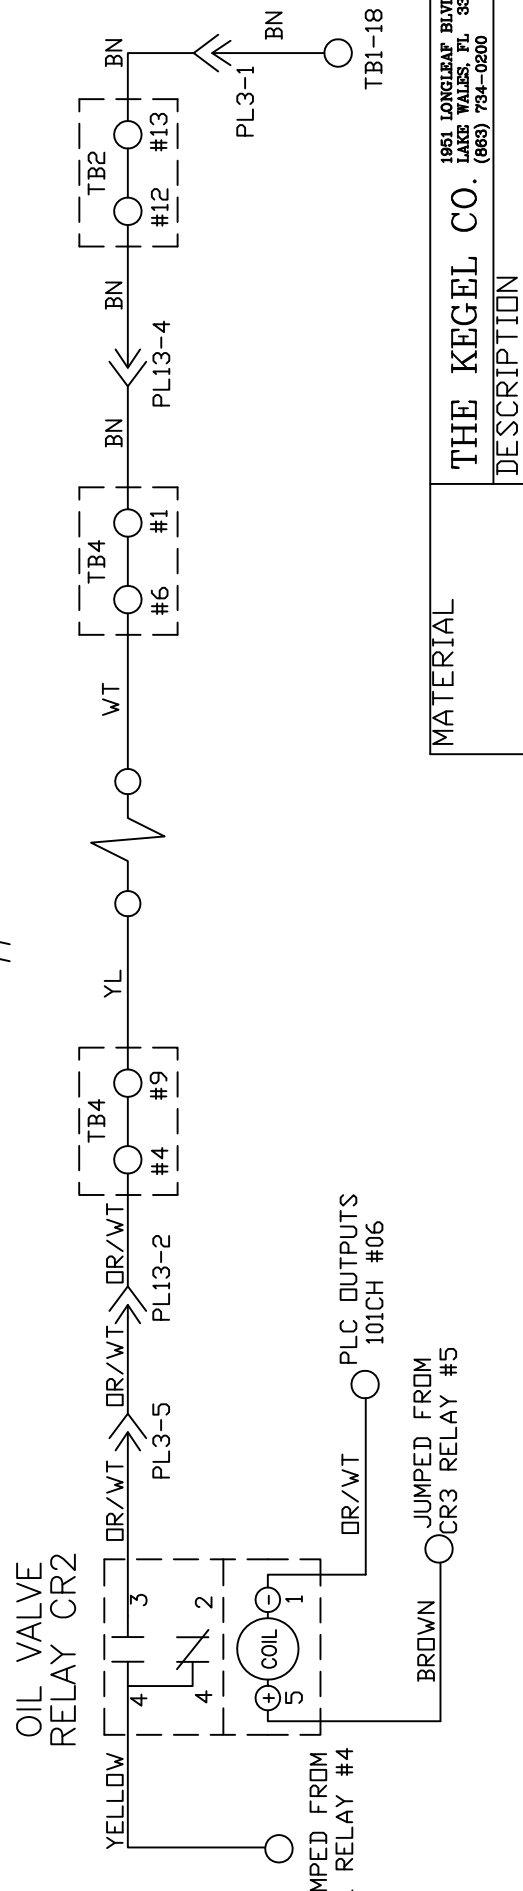 OIL VALVE
RELAY CR2
YELLOW
4
3
4
2
COIL
+
5
-
1
MPED FROM
RELAY #4
BROWN
JUMPED FROM
CR3 RELAY #5
OR/WT
PLC OUTPUTS
101CH #06
OR/WT
PL3-5
OR/WT
PL13-2
OR/WT
TB4
#4
#9
YL
WT
TB4
#6
#1
BN
PL13-4
BN
TB2
#12
#13
BN
PL3-1
BN
TB1-18
MATERIAL
THE KEGEL CO.
1951 LONGLEAF BLVD
LAKE WALES, FL 33
(863) 734-0200
DESCRIPTION